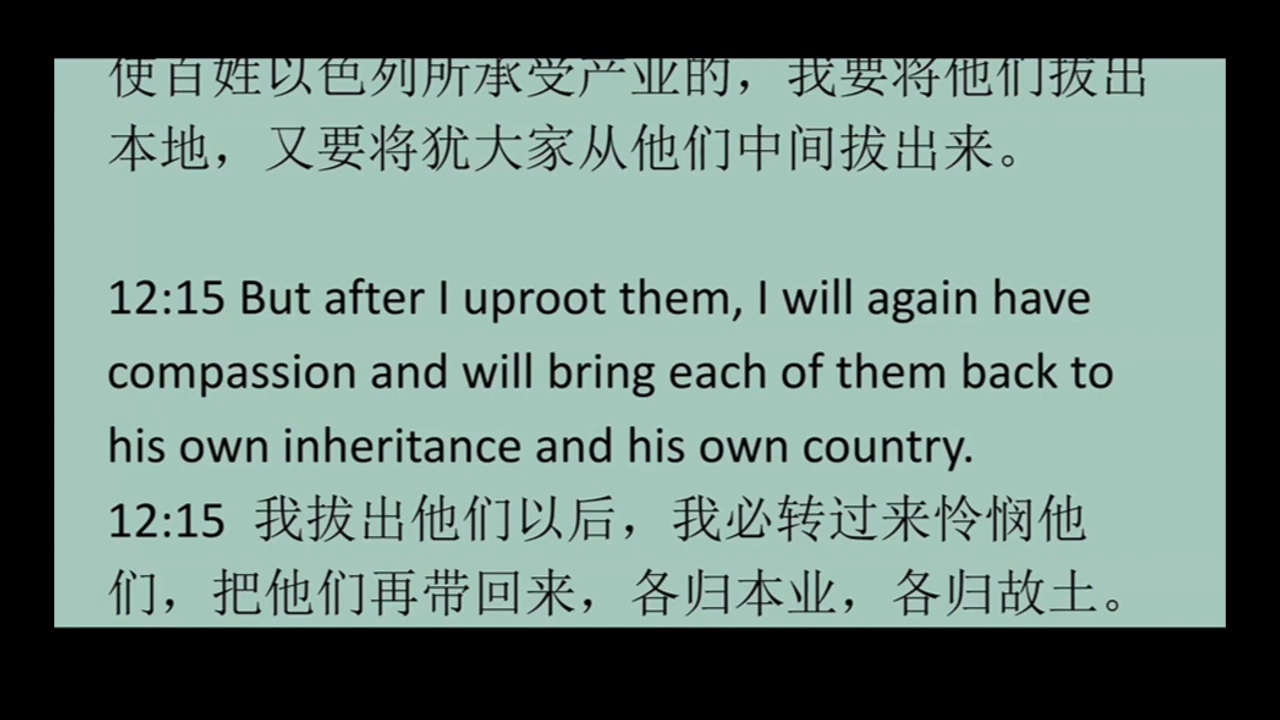 使百姓以色列所承受产业的，我要将他们拔出
本地，又要将犹大家从他们中间拔出来。
12:15 But after I uproot them, I will again have
compassion and will bring each of them back to
his own inheritance and his own country.
12:15 我拔出他们以后，我必转过来怜悯他
们，把他们再带回来，各归本业，各归故土。